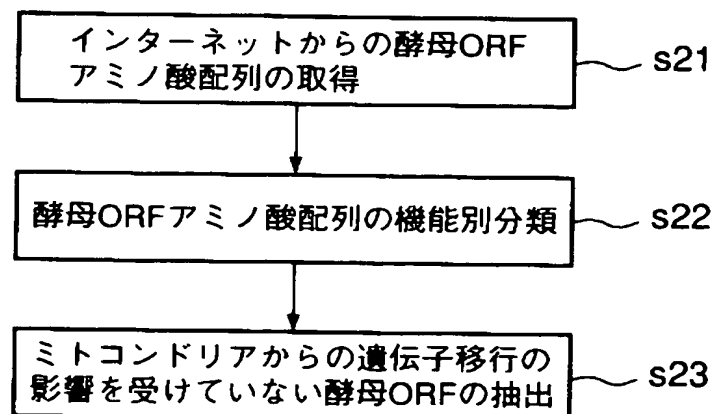 インターネットからの酵母ORF
アミノ酸配列の取得
s21
酵母ORFアミノ酸配列の機能別分類
s22
ミトコンドリアからの遺伝子移行の
影響を受けていない酵母ORFの抽出
s23